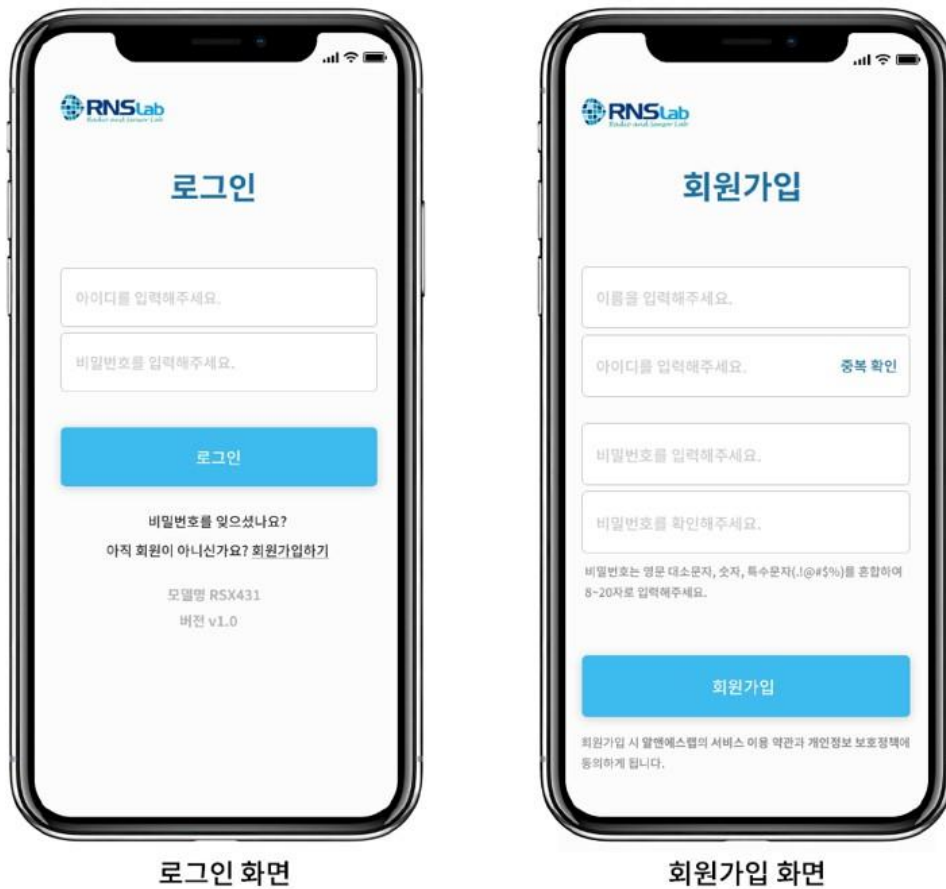 RNSLab
Radio and Sensor Lab
로그인
아이디를 입력해주세요.
비밀번호를 입력해주세요.
로그인
비밀번호를 잊으셨나요?
아직 회원이 아니신가요? 회원가입하기
모델명 RSX431
버전 v1.0
로그인 화면
RNSLab
Radio and Sensor Lab
회원가입
이름을 입력해주세요.
아이디를 입력해주세요. 중복 확인
비밀번호를 입력해주세요.
비밀번호를 확인해주세요.
비밀번호는 영문 대소문자, 숫자, 특수문자(.!@#$%)를 혼합하여
8~20자로 입력해주세요.
회원가입
회원가입 시 알앤에스랩의 서비스 이용 약관과 개인정보 보호정책에
동의하게 됩니다.
회원가입 화면